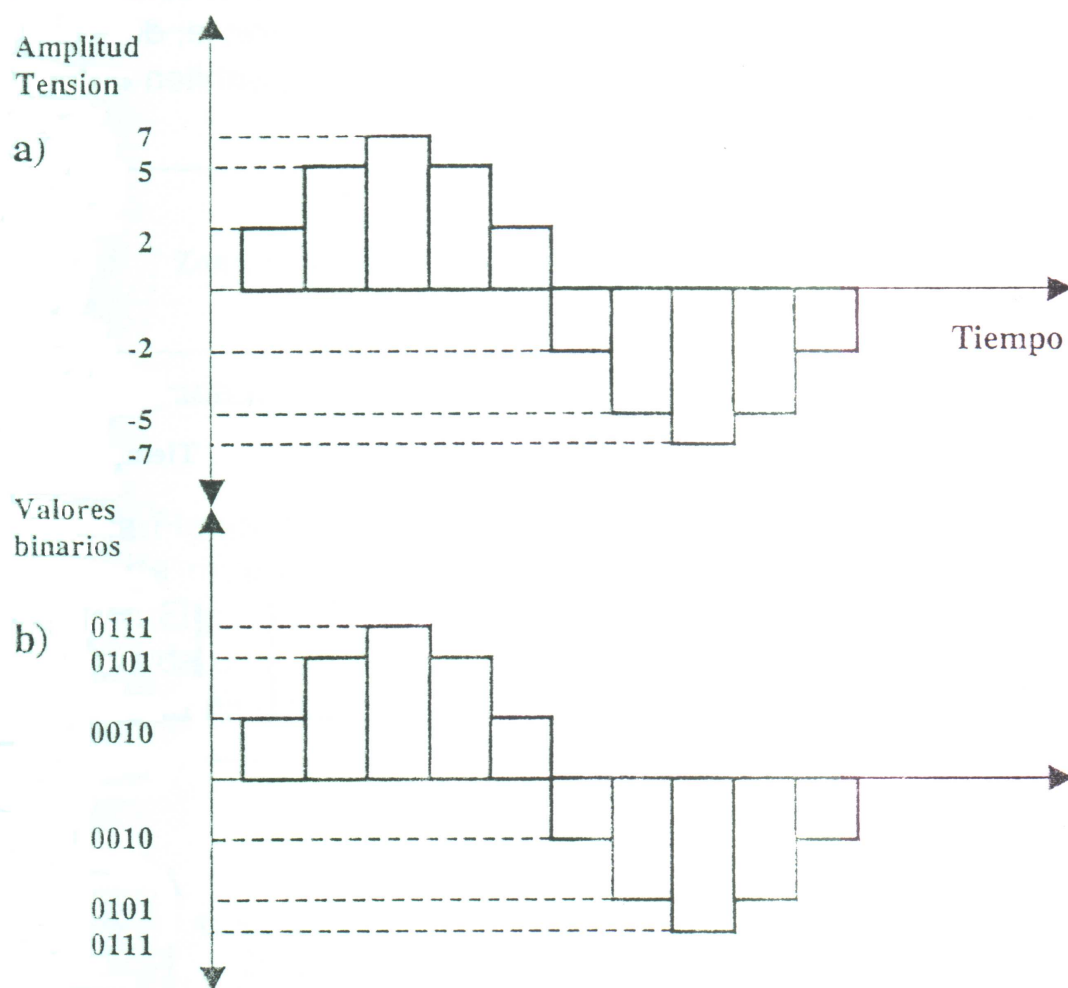 Amplitud
Tension
a)
7
5
2
-2
Tiempo
-5
-7
Valores
binarios
b)
0111
0101
0010
0010
0101
0111